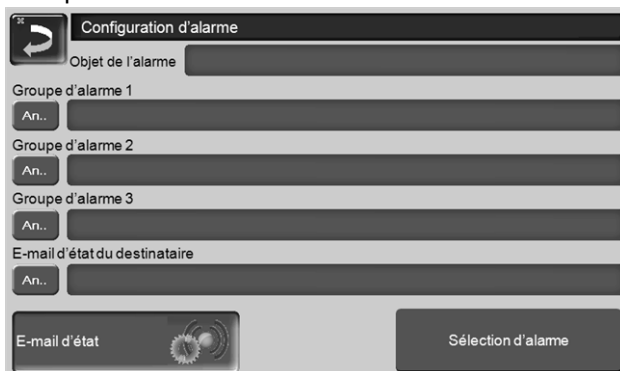 Configuration d'alarme
Objet de l'alarme
Groupe d'alarme 1
An..
Groupe d'alarme 2
An..
Groupe d'alarme 3
An..
E-mail d'état du destinataire
An..
E-mail d'état
Sélection d'alarme